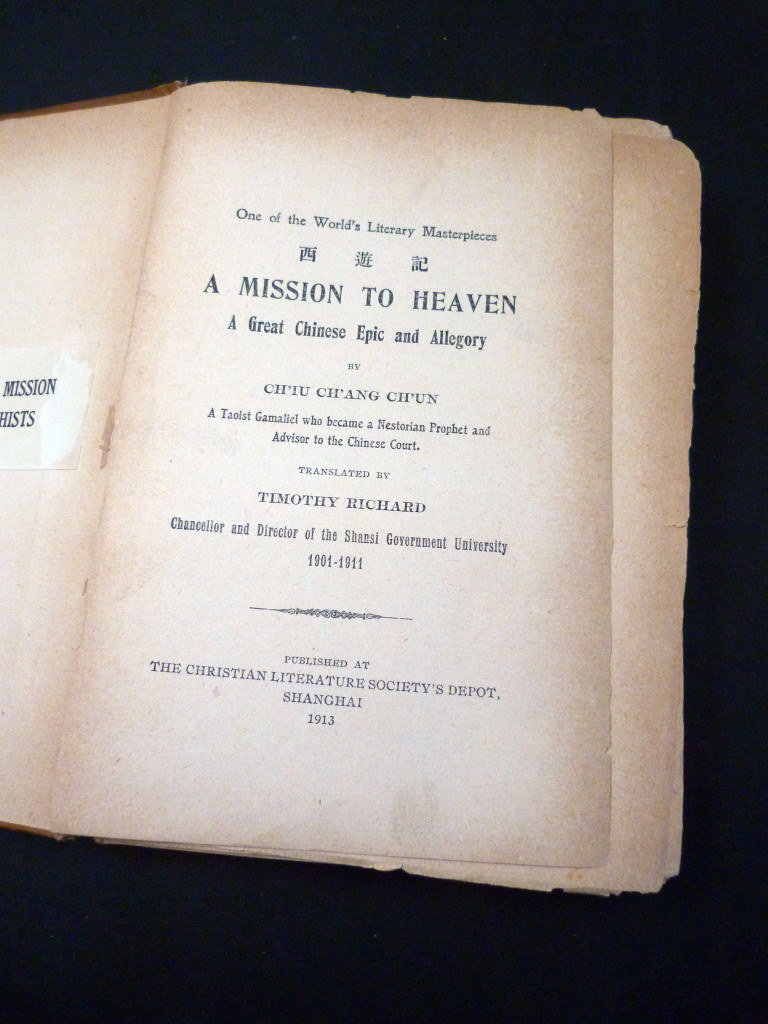 MISSION
HISTS
One of the World's Literary Masterpieces
西 遊 記
A MISSION TO HEAVEN
A Great Chinese Epic and Allegory
BY
CH'IU CH'ANG CH'UN
A Taoist Gamaliel who became a Nestorian Prophet and
Advisor to the Chinese Court.
TRANSLATED BY
TIMOTHY RICHARD
Chancellor and Director of the Shansi Government University
1901-1911
PUBLISHED AT
THE CHRISTIAN LITERATURE SOCIETY'S DEPOT,
SHANGHAI
1913